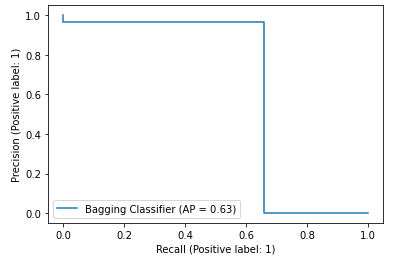 1.0
0.8
0.6
0.4
0.2
0.0
Precision (Positive label: 1)
Bagging Classifier (AP = 0.63)
0.0 0.2 0.4 0.6 0.8 1.0
Recall (Positive label: 1)